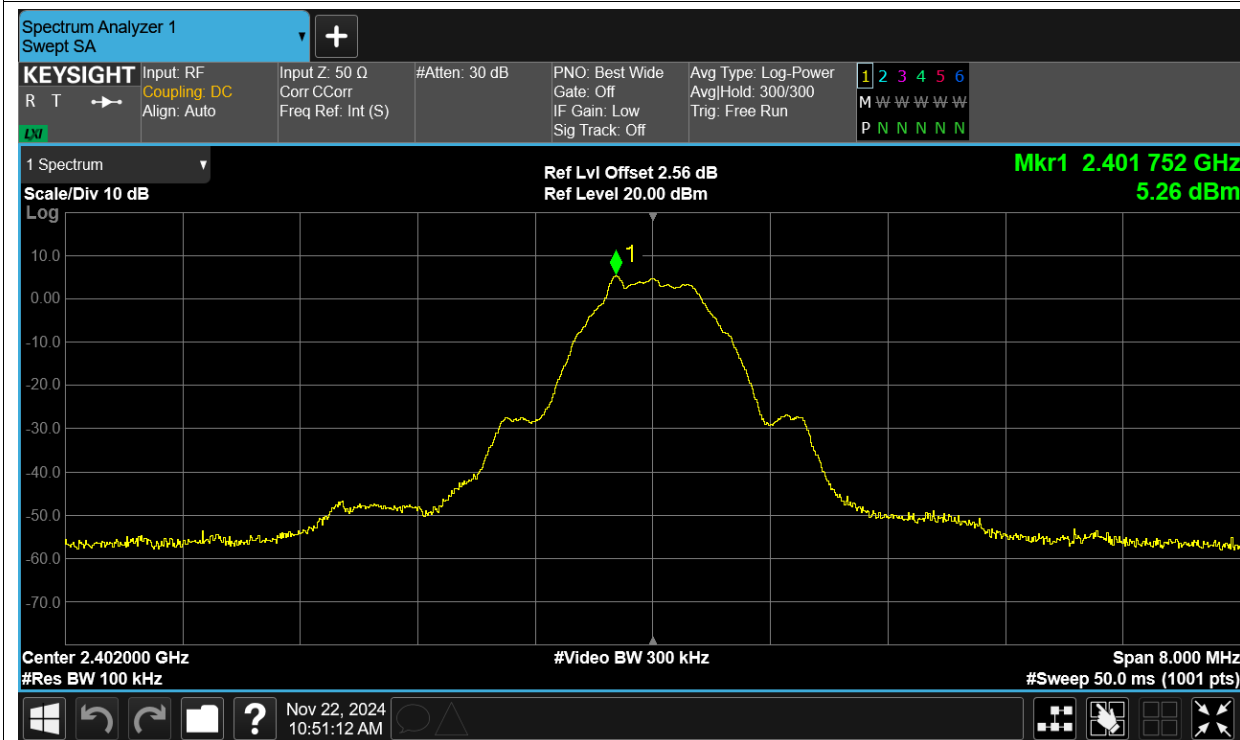 Spectrum Analyzer 1
Swept SA
KEYSIGHT
R T
LXI
Input: RF
Coupling: DC
Align: Auto
Input Z: 50 Ω
Corr CCorr
Freq Ref: Int (S)
#Atten: 30 dB
PNO: Best Wide
Gate: Off
IF Gain: Low
Sig Track: Off
Avg Type: Log-Power
Avg|Hold: 300/300
Trig: Free Run
1 2 3 4 5 6
M W W W W W
P N N N N N
1 Spectrum
Scale/Div 10 dB
Log
Ref Lvl Offset 2.56 dB
Ref Level 20.00 dBm
Mkr1 2.401 752 GHz
5.26 dBm
1
10.0
0.00
-10.0
-20.0
-30.0
-40.0
-50.0
-60.0
-70.0
Center 2.402000 GHz
#Res BW 100 kHz
#Video BW 300 kHz
Span 8.000 MHz
#Sweep 50.0 ms (1001 pts)
?
Nov 22, 2024
10:51:12 AM